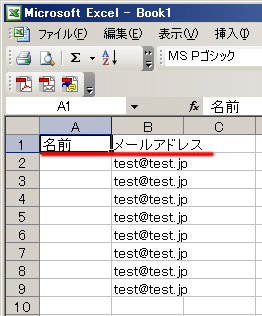 Microsoft Excel - Book1
ファイル(F) 編集(E) 表示(V) 挿入(I)
Σ A Z MS Pゴシック
A1 fx 名前
A B C
1 名前 メールアドレス
2 test@test.jp
3 test@test.jp
4 test@test.jp
5 test@test.jp
6 test@test.jp
7 test@test.jp
8 test@test.jp
9 test@test.jp
10